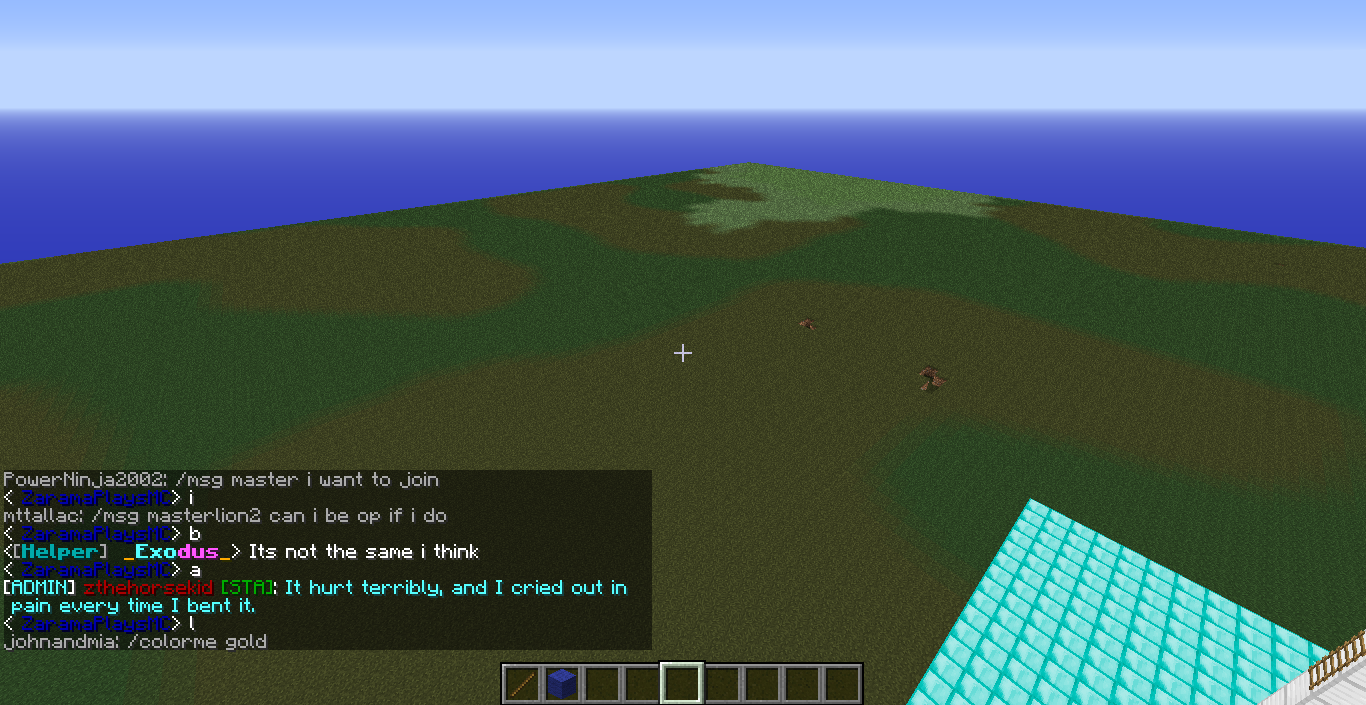 PowerNinja2002: /msg master i want to join
< ZaramaPlaysMC> i
mttallac: /msg masterlion2 can i be op if i do
< ZaramaPlaysMC> b
<[Helper] _Exodus_> Its not the same i think
< ZaramaPlaysMC> a
[ADMIN] zthehorsekid [STA]: It hurt terribly, and I cried out in
pain every time I bent it.
< ZaramaPlaysMC> l
johnandmia: /colorme gold